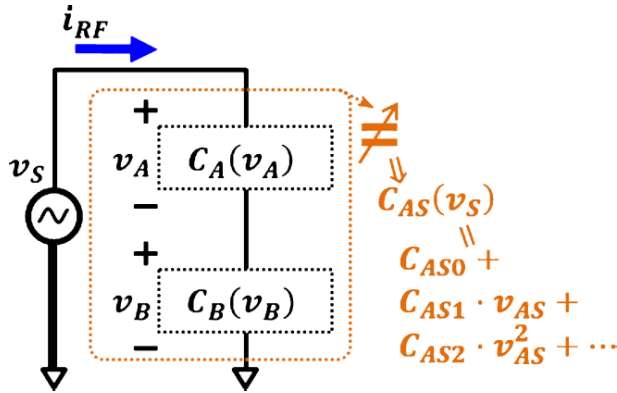 i_RF
+
v_A C_A(v_A)
−
v_S
+
v_B C_B(v_B)
−
C_AS(v_S)
=
C_AS0 +
C_AS1 · v_AS +
C_AS2 · v_AS^2 + ⋯